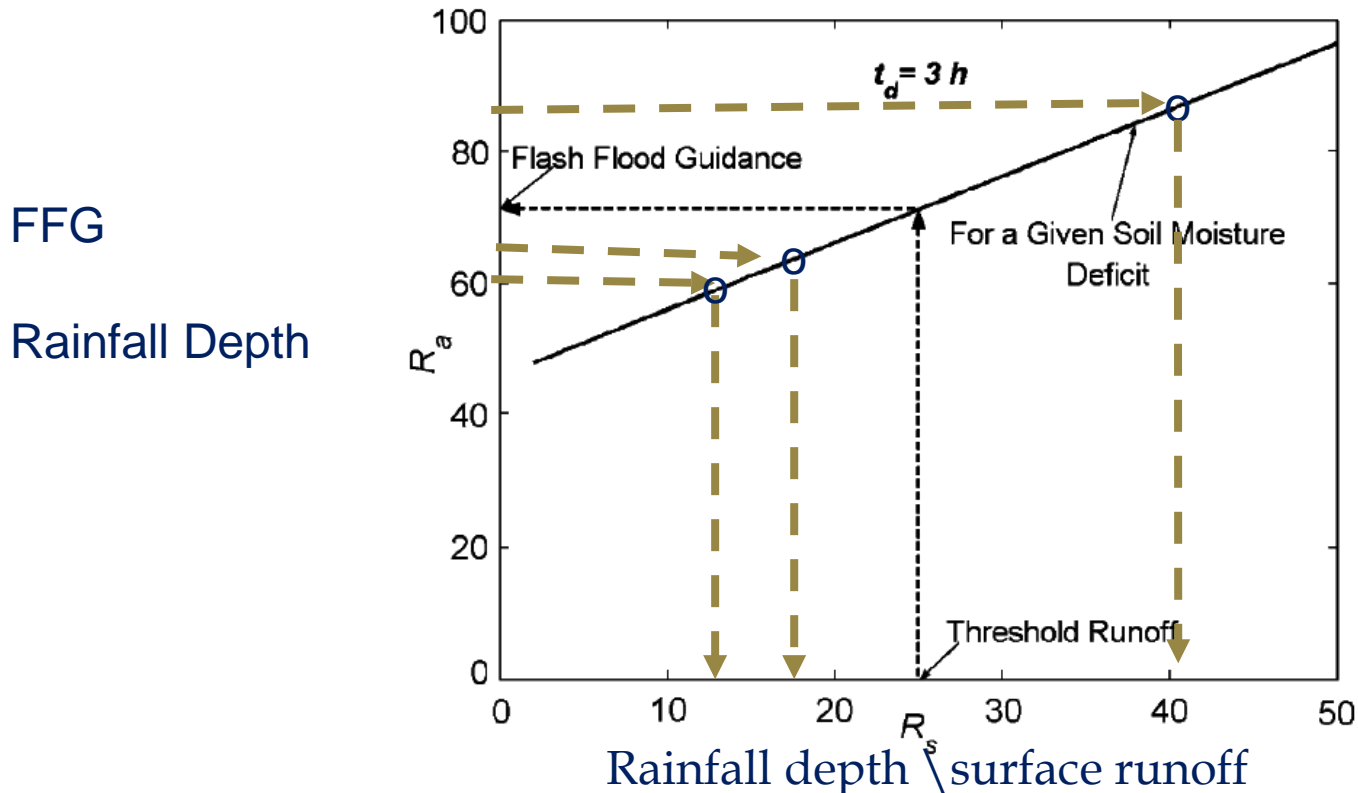 FFG
Rainfall Depth
100
80
60
40
20
0
R_a
t_d = 3 h
Flash Flood Guidance
For a Given Soil Moisture
Deficit
Threshold Runoff
0 10 20 30 40 50
R_s
Rainfall depth \surface runoff